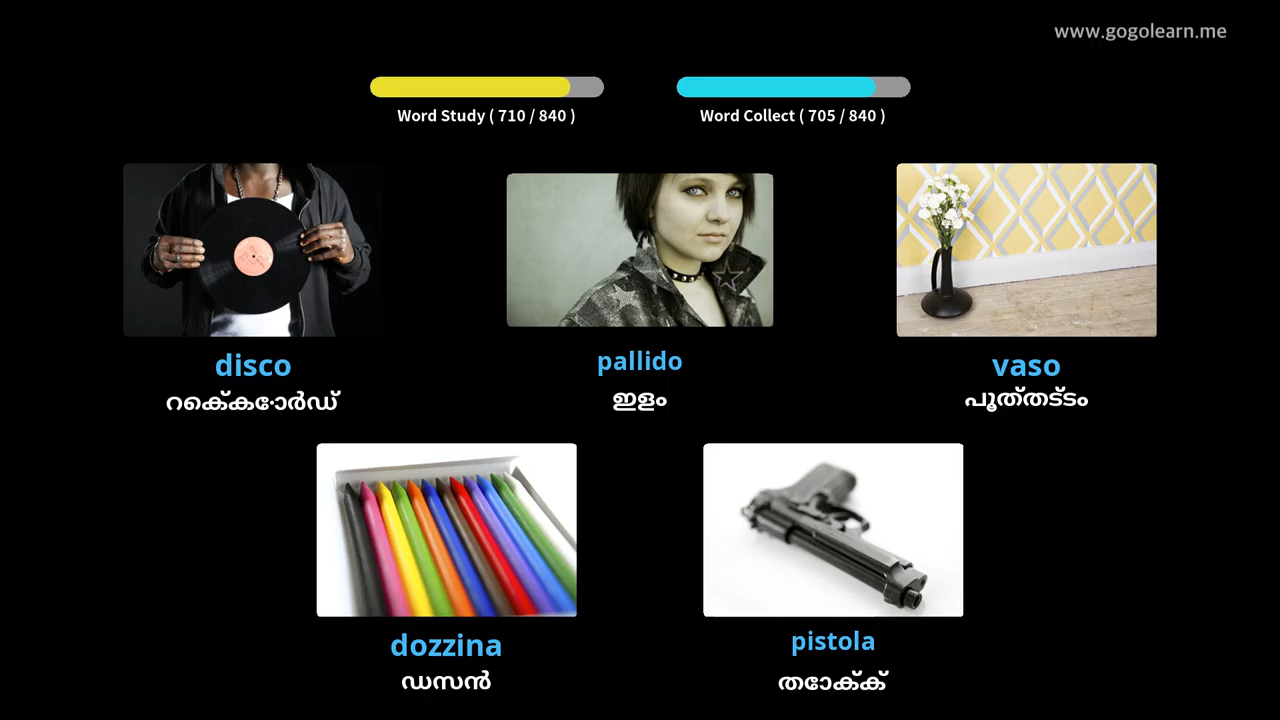 www.gogolearn.me
Word Study ( 710 / 840 )
Word Collect ( 705 / 840 )
disco
റെക്കോർഡ്
pallido
ഇളം
vaso
പൂത്തട്ടം
dozzina
ഡസൻ
pistola
തോക്ക്